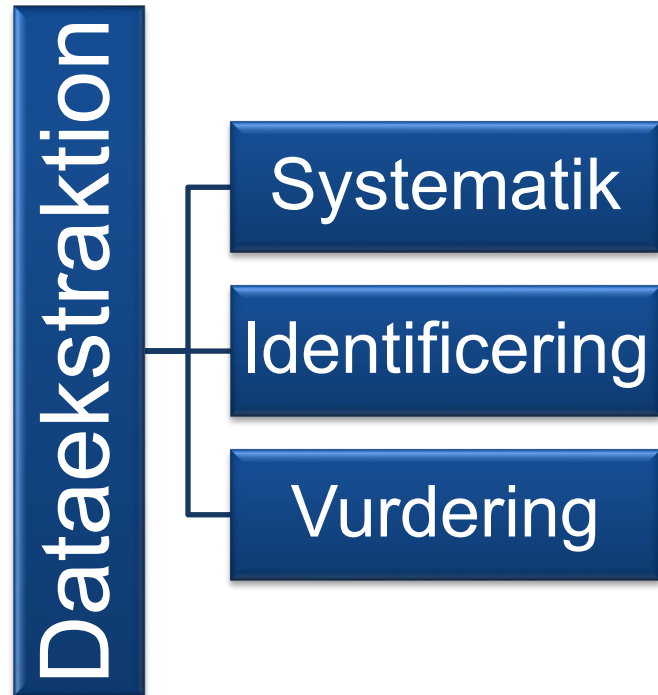 Dataekstraktion
Systematik
Identificering
Vurdering